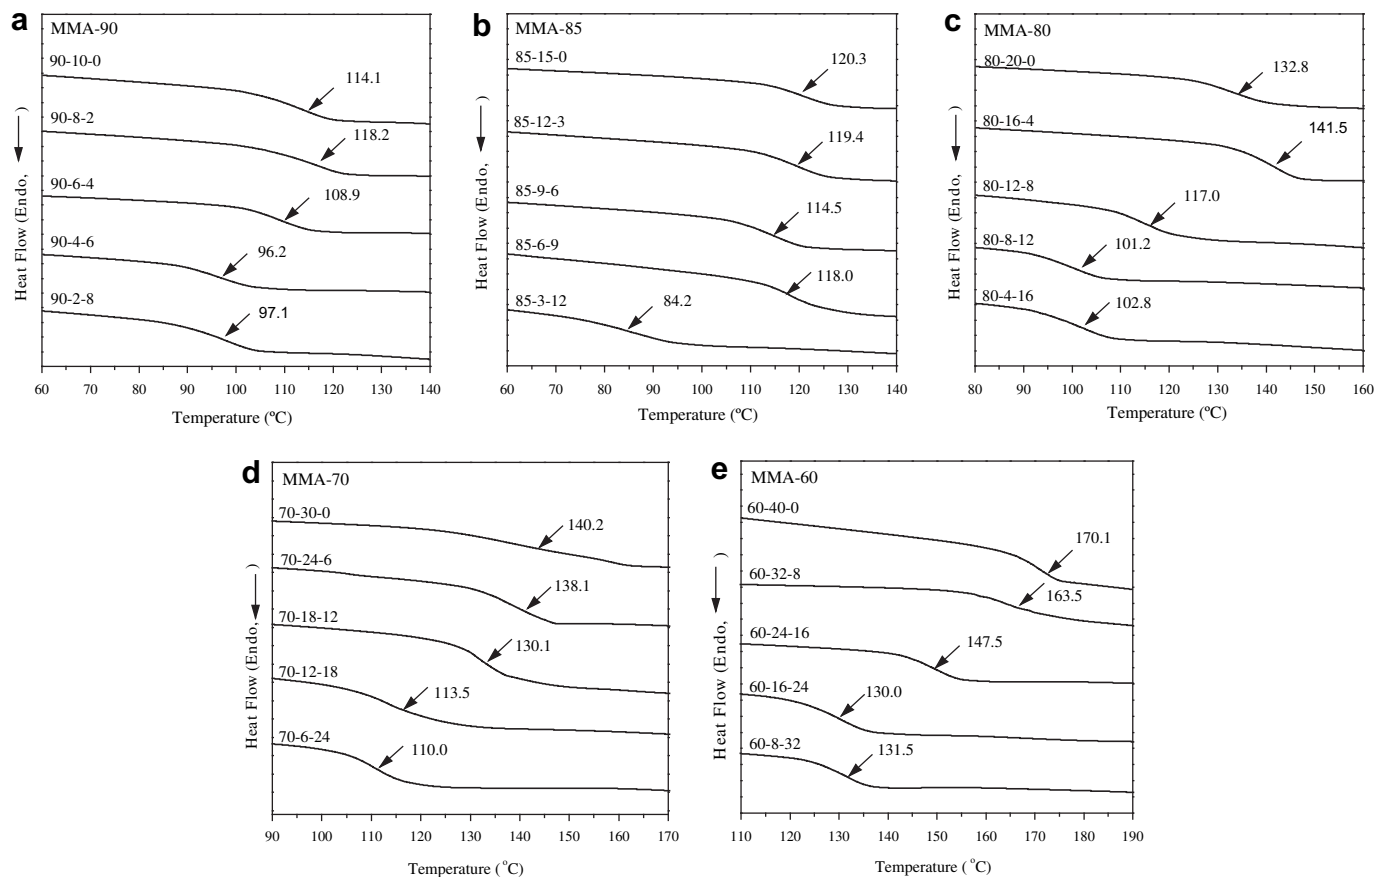 a
MMA-90
90-10-0
114.1
90-8-2
118.2
90-6-4
108.9
90-4-6
96.2
90-2-8
97.1
Heat Flow (Endo, )
60 70 80 90 100 110 120 130 140
Temperature (ºC)
b
MMA-85
85-15-0
120.3
85-12-3
119.4
85-9-6
114.5
85-6-9
118.0
85-3-12
84.2
Heat Flow (Endo, )
60 70 80 90 100 110 120 130 140
Temperature (ºC)
c
MMA-80
80-20-0
132.8
80-16-4
141.5
80-12-8
117.0
80-8-12
101.2
80-4-16
102.8
Heat Flow (Endo, )
80 90 100 110 120 130 140 150 160
Temperature (ºC)
d
MMA-70
70-30-0
140.2
70-24-6
138.1
70-18-12
130.1
70-12-18
113.5
70-6-24
110.0
Heat Flow (Endo, )
90 100 110 120 130 140 150 160 170
Temperature (°C)
e
MMA-60
60-40-0
170.1
60-32-8
163.5
60-24-16
147.5
60-16-24
130.0
60-8-32
131.5
Heat Flow (Endo, )
110 120 130 140 150 160 170 180 190
Temperature (°C)